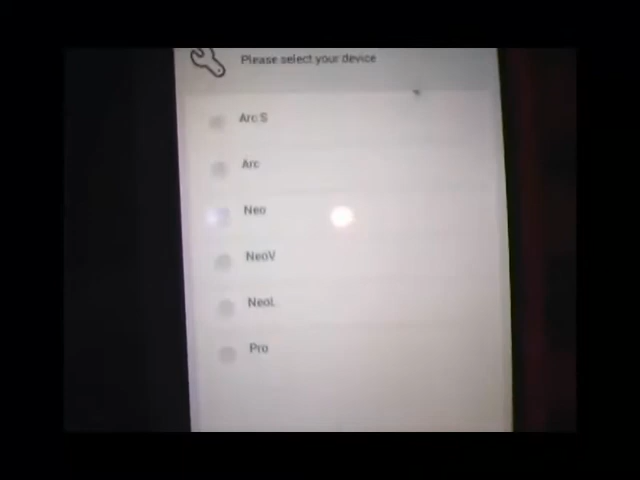 Please select your device
Arc S
Arc
Neo
NeoV
NeoL
Pro